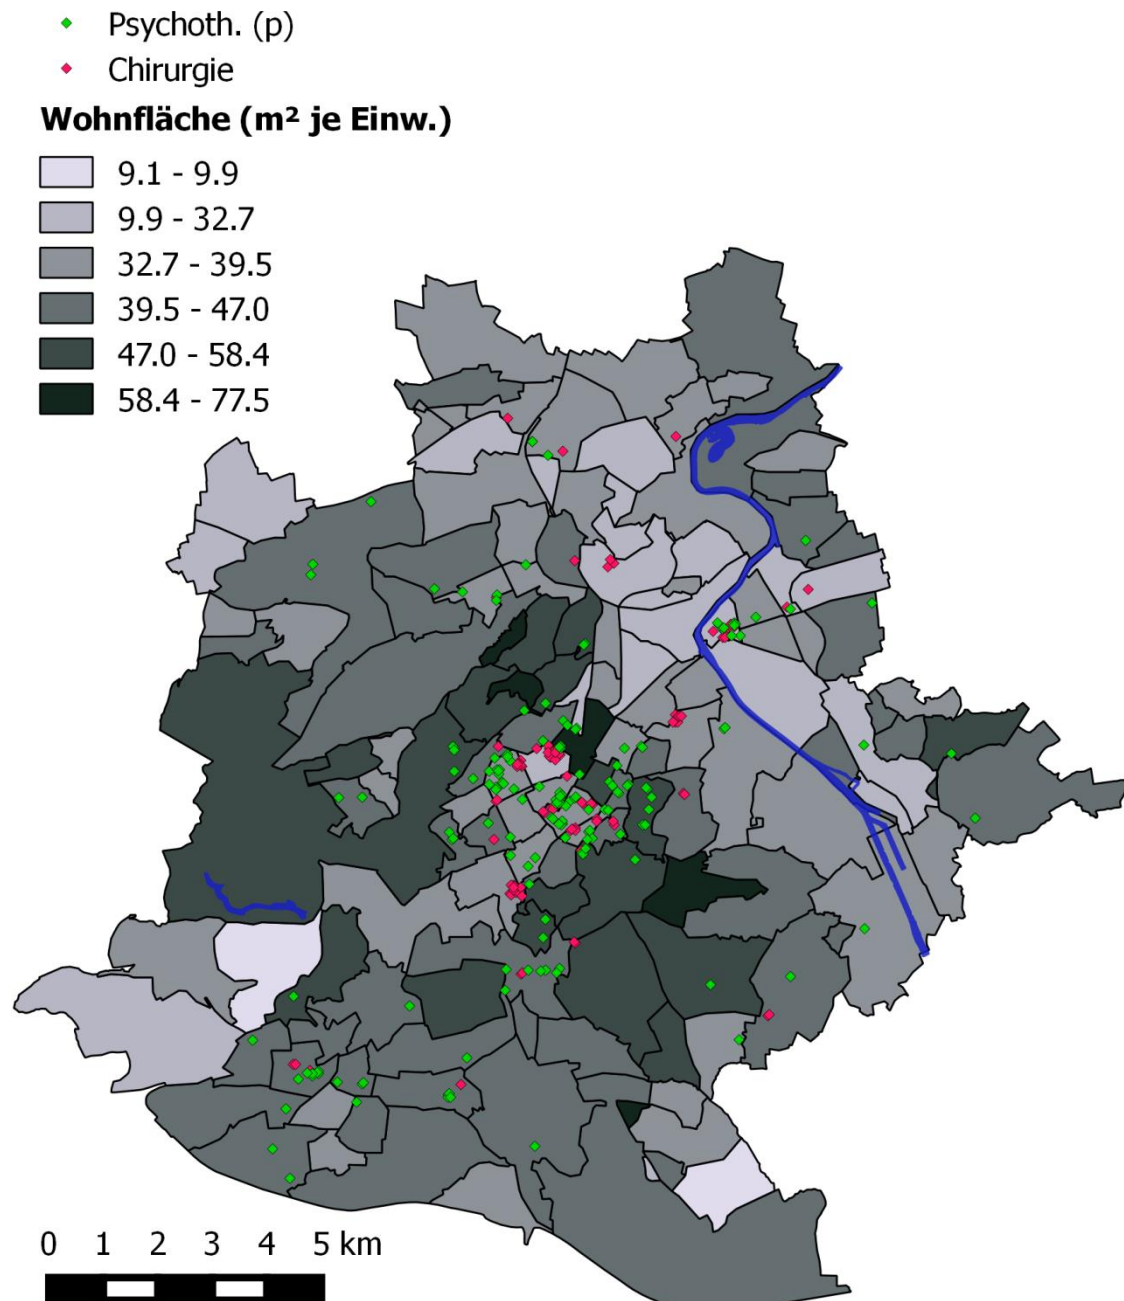 Psychoth. (p)
Chirurgie
Wohnfläche (m² je Einw.)
9.1 - 9.9
9.9 - 32.7
32.7 - 39.5
39.5 - 47.0
47.0 - 58.4
58.4 - 77.5
0 1 2 3 4 5 km